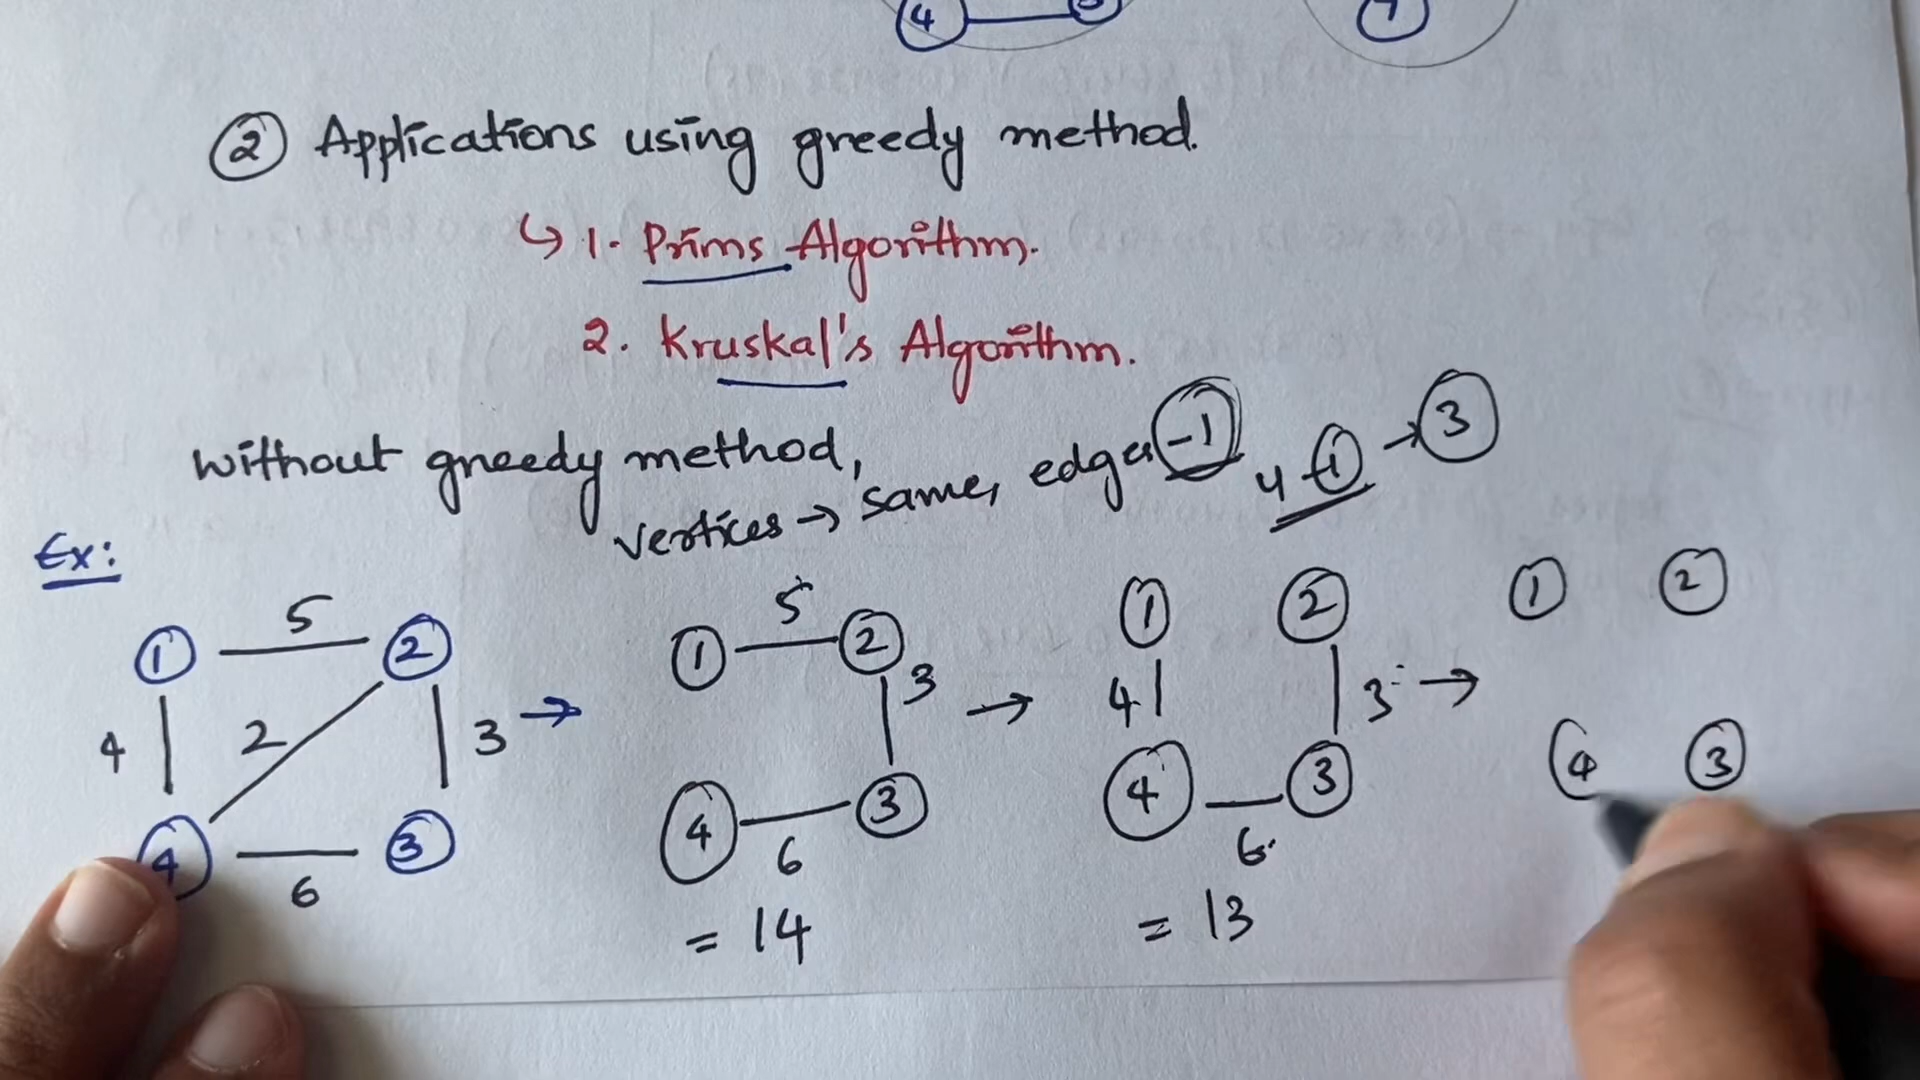 4
② Applications using greedy method.
↳ 1. Prims Algorithm.
2. Kruskal's Algorithm.
without greedy method,
vertices → same, edges -1 4 -1 → 3
Ex:
1 5 2
4 2 3 →
4 6 3
1 5 2
3 →
4 6 3
= 14
1 2
4 3 →
4 6 3
= 13
1 2
4 3